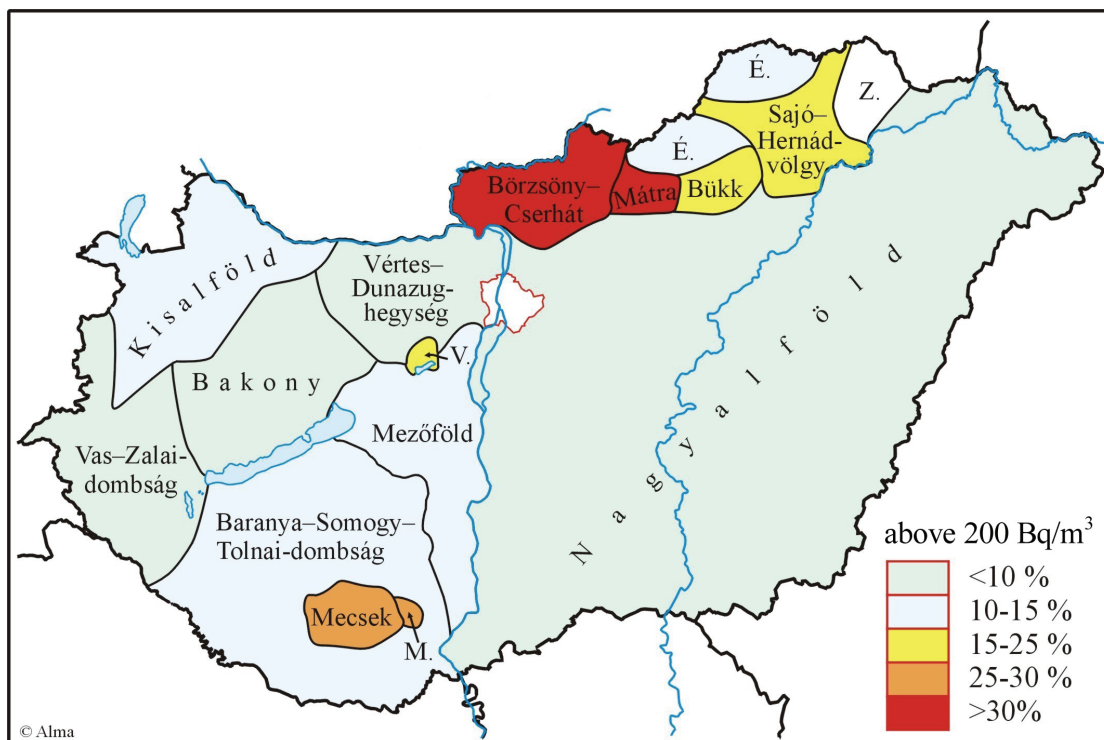 É.
Z.
Sajó–
Hernád-
völgy
É.
Börzsöny–
Cserhát
Mátra
Bükk
Kisalföld
Vértes–
Dunazug-
hegység
V.
Bakony
Mezőföld
Nagyalföld
Vas–Zalai-
dombság
Baranya–Somogy–
Tolnai-dombság
Mecsek
M.
above 200 Bq/m³
<10 %
10-15 %
15-25 %
25-30 %
>30%
© Alma